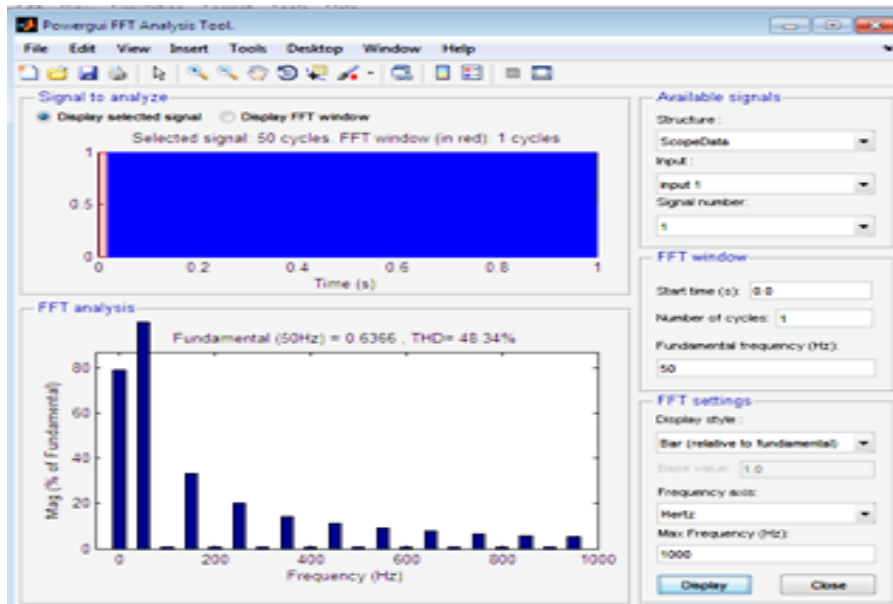 Powergui FFT Analysis Tool.
File Edit View Insert Tools Desktop Window Help
Signal to analyze
Display selected signal Display FFT window
Selected signal: 50 cycles. FFT window (in red): 1 cycles
1
0.5
0
0 0.2 0.4 0.6 0.8 1
Time (s)
FFT analysis
Fundamental (50Hz) = 0.6366 , THD= 48.34%
80
60
40
20
0
Mag (% of Fundamental)
0 200 400 600 800 1000
Frequency (Hz)
Available signals
Structure :
ScopeData
Input :
input 1
Signal number:
1
FFT window
Start time (s): 0.0
Number of cycles: 1
Fundamental frequency (Hz):
50
FFT settings
Display style :
Bar (relative to fundamental)
Base value: 1.0
Frequency axis:
Hertz
Max Frequency (Hz):
1000
Display Close